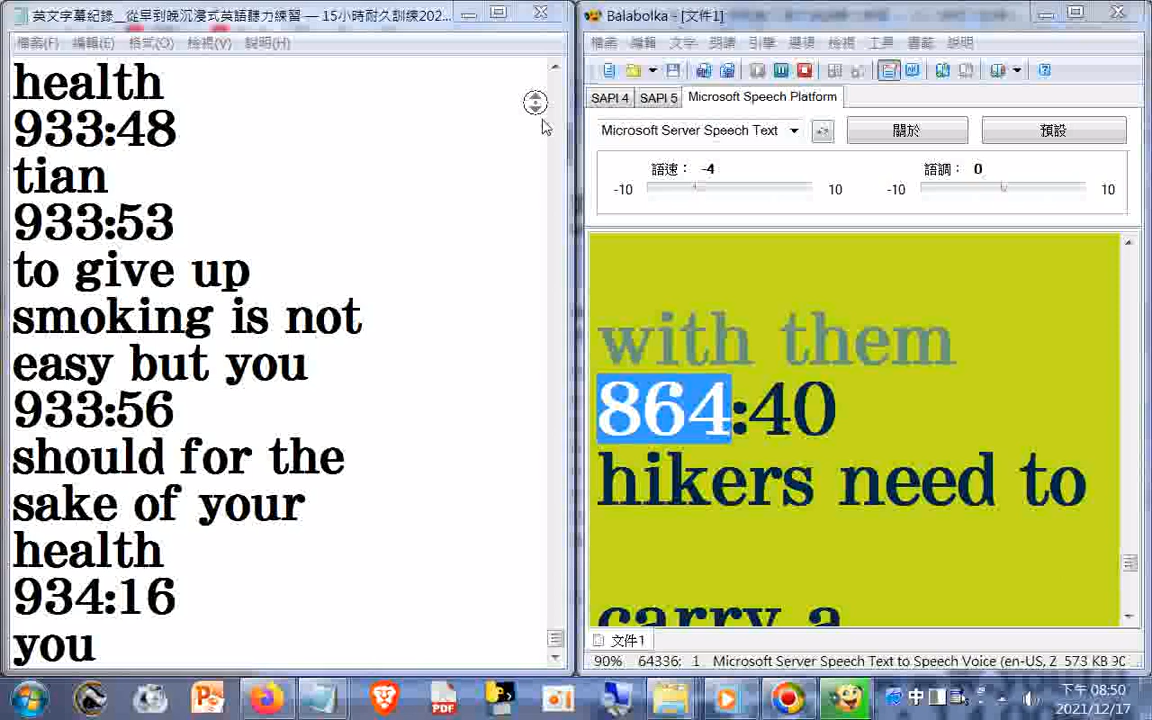 英文字幕紀錄__從早到晚沉浸式英語聽力練習 — 15小時耐久訓練202...
檔案(F) 編輯(E) 格式(O) 檢視(V) 說明(H)
health
933:48
tian
933:53
to give up
smoking is not
easy but you
933:56
should for the
sake of your
health
934:16
you
Balabolka - [文件1]
檔案 編輯 文字 朗讀 引擎 選項 檢視 工具 書籤 說明
SAPI 4 SAPI 5 Microsoft Speech Platform
Microsoft Server Speech Text 關於 預設
語速： -4 語調： 0
-10 10 -10 10
with them
864:40
hikers need to
carry a
文件1
90% 64336: 1 Microsoft Server Speech Text to Speech Voice (en-US, Z 573 KB 90
PDF
中
下午 08:50
2021/12/17